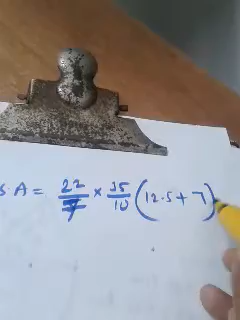 S.A = 22/7 × 35/10 (12.5 + 7)